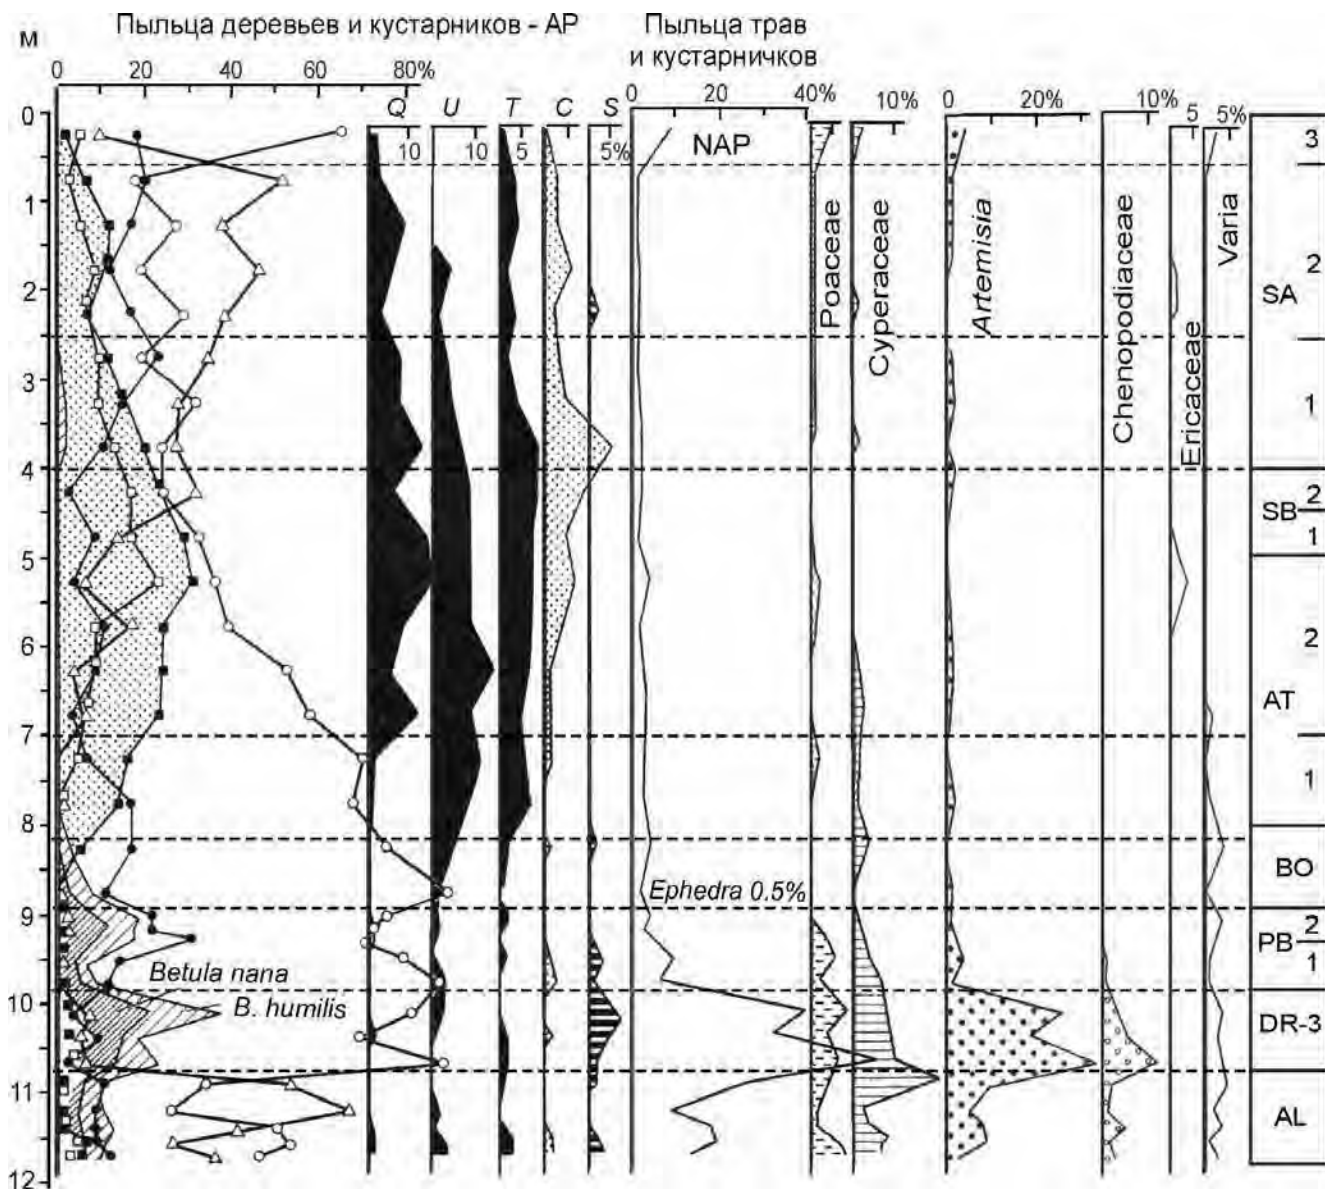 Пыльца деревьев и кустарников - AP
Пыльца трав
и кустарничков
м
0 20 40 60 80%
Q U T C S
10 10 5 5%
0 20 40%
10%
0 20%
10%
5
5%
NAP
Poaceae
Cyperaceae
Artemisia
Chenopodiaceae
Ericaceae
Varia
0
1
2
3
4
5
6
7
8
9
10
11
12
Ephedra 0.5%
Betula nana
B. humilis
3
SA 2
1
SB 2
1
AT 2
1
BO
PB 2
1
DR-3
AL